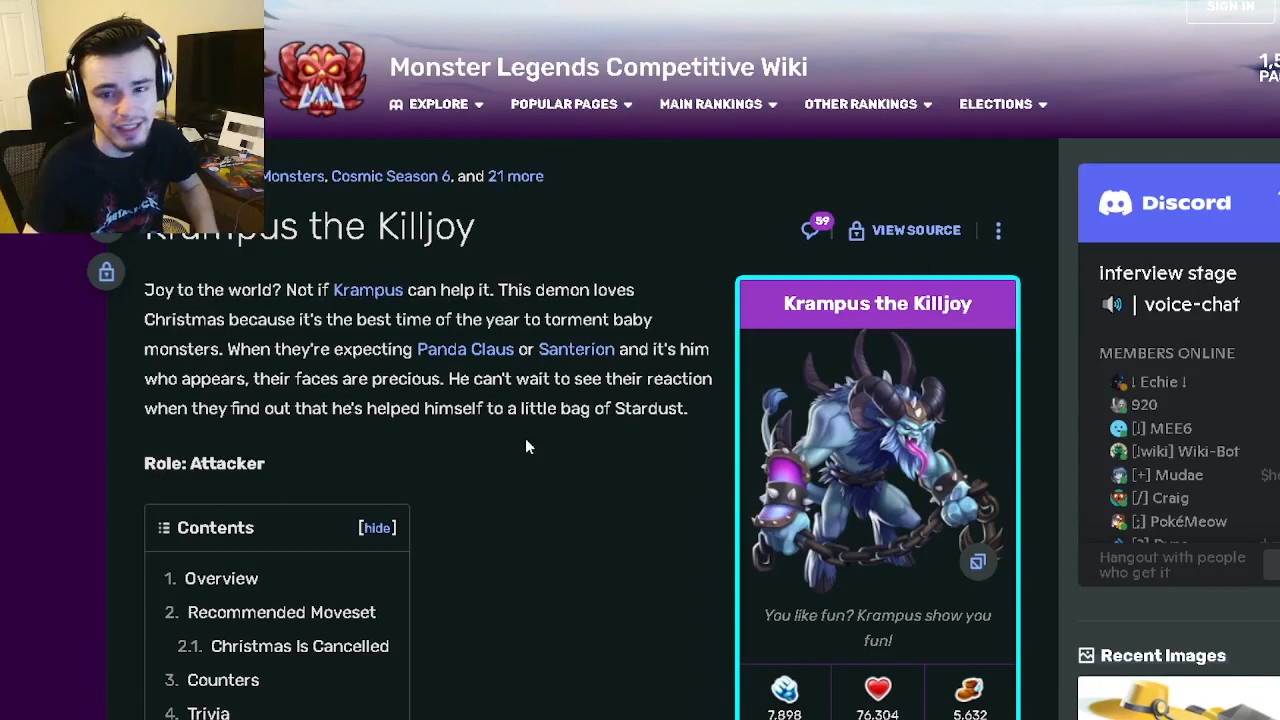 SIGN IN
Monster Legends Competitive Wiki
EXPLORE
POPULAR PAGES
MAIN RANKINGS
OTHER RANKINGS
ELECTIONS
Monsters, Cosmic Season 6, and 21 more
Krampus the Killjoy
59
VIEW SOURCE
Joy to the world? Not if Krampus can help it. This demon loves
Christmas because it's the best time of the year to torment baby
monsters. When they're expecting Panda Claus or Santerion and it's him
who appears, their faces are precious. He can't wait to see their reaction
when they find out that he's helped himself to a little bag of Stardust.
Role: Attacker
Contents [hide]
1. Overview
2. Recommended Moveset
2.1. Christmas Is Cancelled
3. Counters
4. Trivia
Krampus the Killjoy
You like fun? Krampus show you
fun!
7,898
76,304
5,632
Discord
interview stage
| voice-chat
MEMBERS ONLINE
! Echie !
920
[!] MEE6
[!wiki] Wiki-Bot
[+] Mudae
[/] Craig
[;] PokéMeow
Hangout with people
who get it
Recent Images